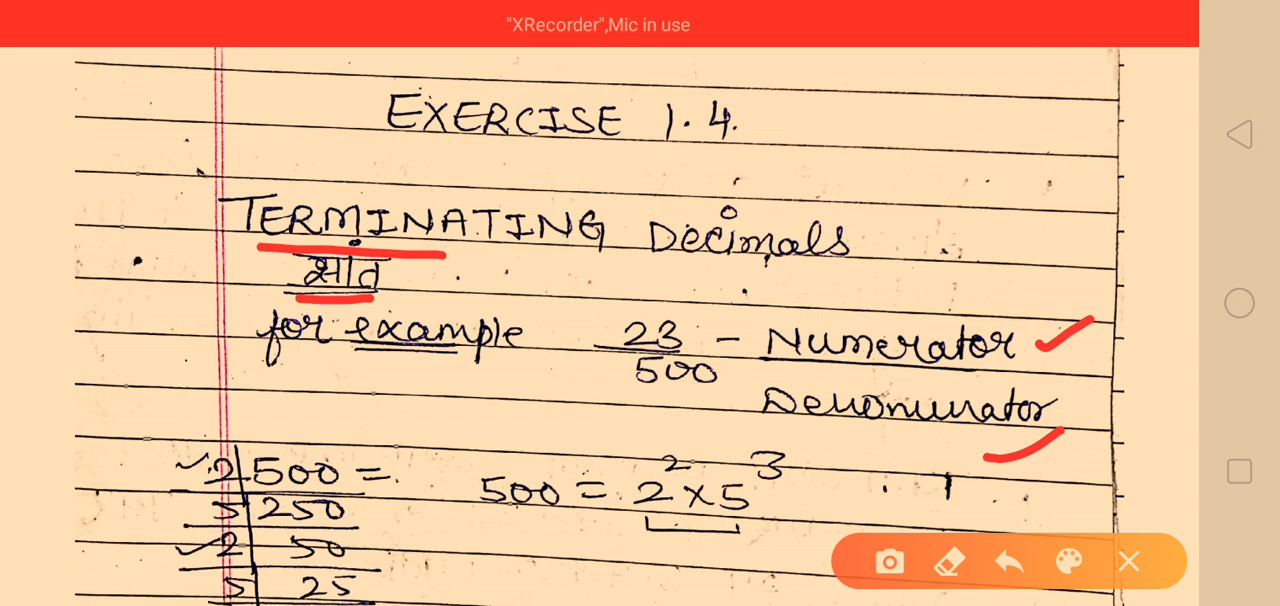 "XRecorder",Mic in use
EXERCISE 1.4.
TERMINATING Decimals
सांत
for example 23/500 - Numerator
Denominator
2 | 500 =
5 | 250
2 | 50
5 | 25
500 = 2² × 5³